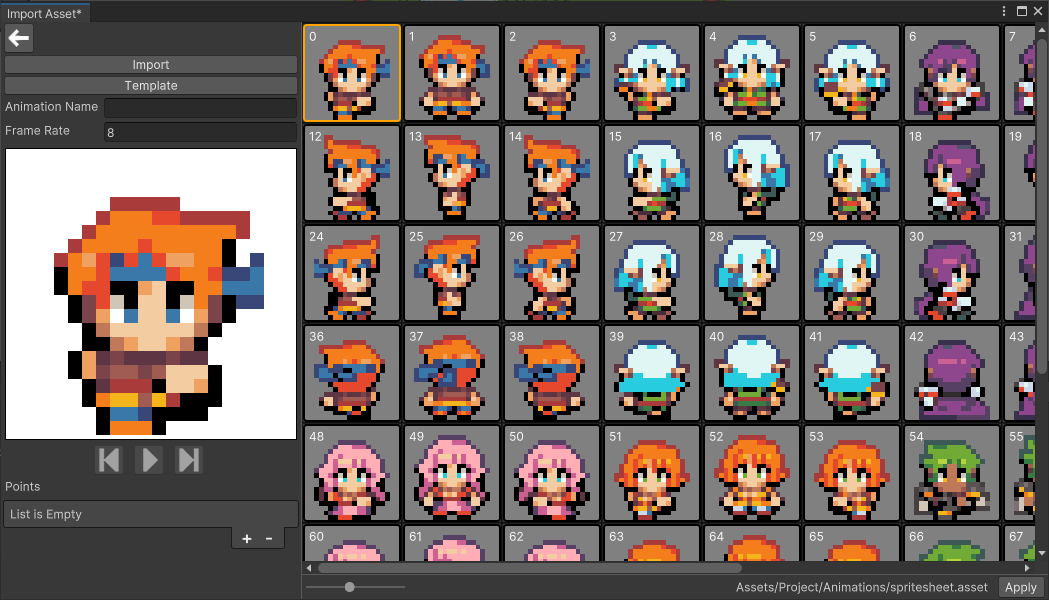 Import Asset*
Import
Template
Animation Name
Frame Rate 8
Points
List is Empty
+ -
0 1 2 3 4 5 6 7
12 13 14 15 16 17 18 19
24 25 26 27 28 29 30 31
36 37 38 39 40 41 42 43
48 49 50 51 52 53 54 55
60 61 62 63 64 65 66 67
Assets/Project/Animations/spritesheet.asset Apply